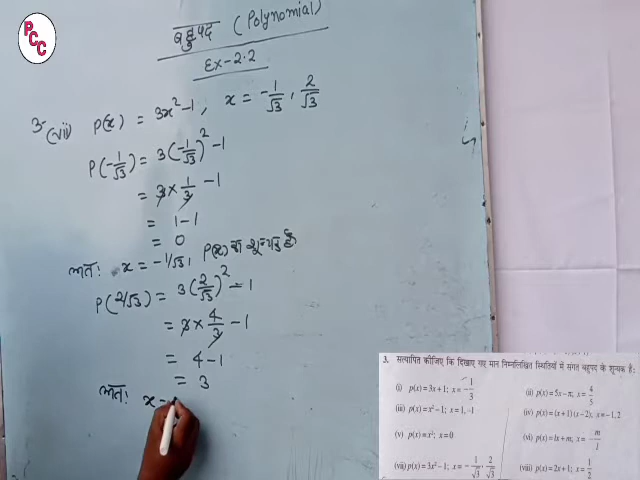 PCC
बहुपद (Polynomial)
Ex-2.2
3-(vii) P(x) = 3x² - 1, x = -1/√3, 2/√3
P(-1/√3) = 3(-1/√3)² - 1
= 3 × 1/3 - 1
= 1 - 1
= 0
अतः x = -1/√3, P(x) का शून्यक है
P(2/√3) = 3(2/√3)² - 1
= 3 × 4/3 - 1
= 4 - 1
= 3
अतः x =
3. सत्यापित कीजिए कि दिखाए गए मान निम्नलिखित स्थितियों में संगत बहुपद के शून्यक हैं:
(i) p(x) = 3x + 1; x = -1/3 (ii) p(x) = 5x - π, x = 4/5
(iii) p(x) = x² - 1; x = 1, -1 (iv) p(x) = (x + 1) (x - 2); x = -1, 2
(v) p(x) = x²; x = 0 (vi) p(x) = lx + m; x = -m/l
(vii) p(x) = 3x² - 1; x = -1/√3, 2/√3 (viii) p(x) = 2x + 1; x = 1/2